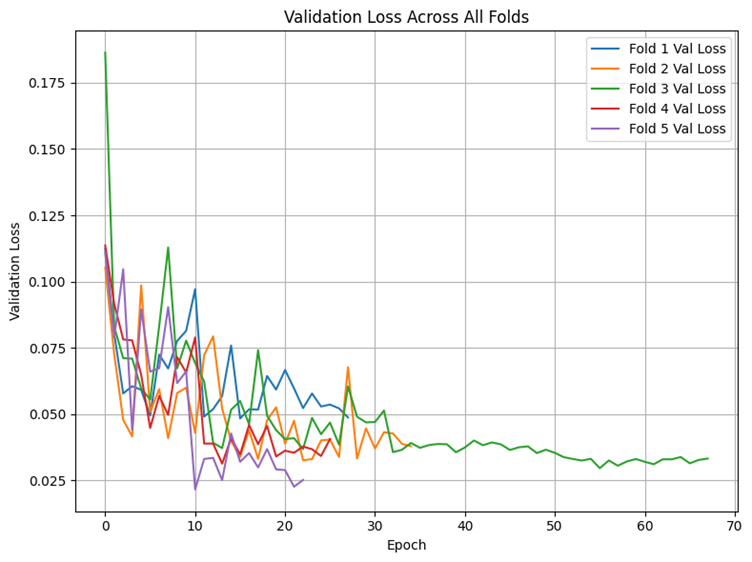 Validation Loss Across All Folds
Fold 1 Val Loss
Fold 2 Val Loss
Fold 3 Val Loss
Fold 4 Val Loss
Fold 5 Val Loss
Validation Loss
0.175
0.150
0.125
0.100
0.075
0.050
0.025
0 10 20 30 40 50 60 70
Epoch